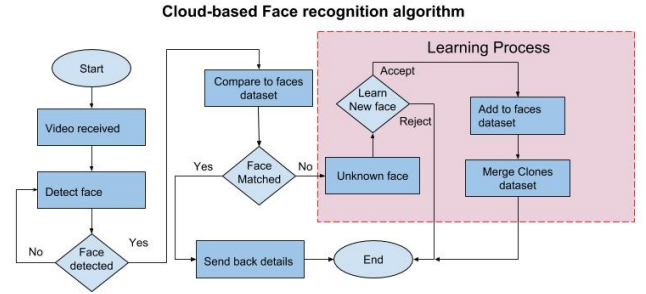 Cloud-based Face recognition algorithm
Learning Process
Start
Video received
Detect face
Face
detected
No
Yes
Compare to faces
dataset
Face
Matched
Yes
No
Send back details
Unknown face
Learn
New face
Accept
Reject
Add to faces
dataset
Merge Clones
dataset
End